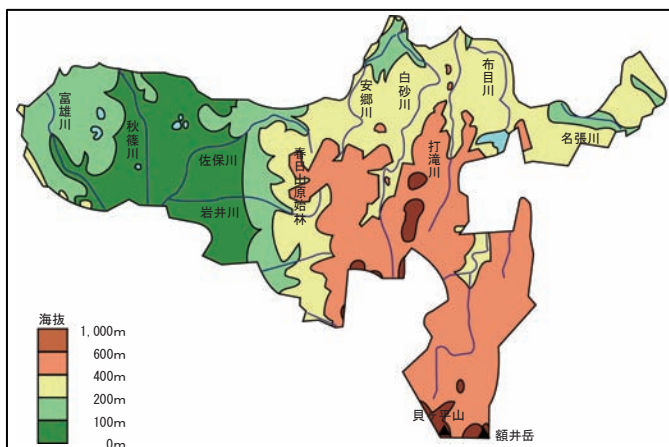 富雄川
秋篠川
佐保川
岩井川
春日山原始林
安郷川
白砂川
打滝川
布目川
名張川
海抜
1,000m
600m
400m
200m
100m
0m
貝ヶ平山
額井岳